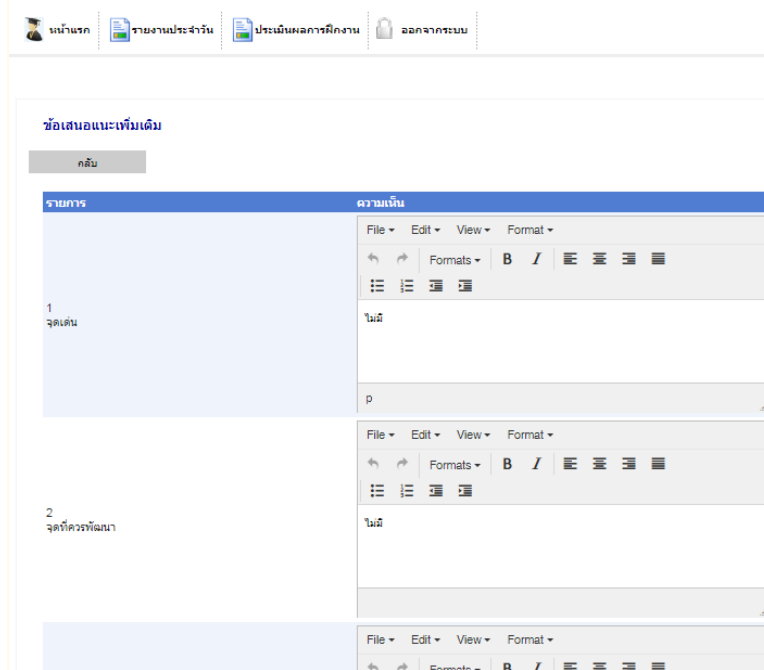 หน้าแรก รายงานประจำวัน ประเมินผลการฝึกงาน ออกจากระบบ
ข้อเสนอแนะเพิ่มเติม
กลับ
รายการ ความเห็น
File Edit View Format
Formats B I
1
จุดเด่น
ไม่มี
p
File Edit View Format
Formats B I
2
จุดที่ควรพัฒนา
ไม่มี
File Edit View Format
Formats B I